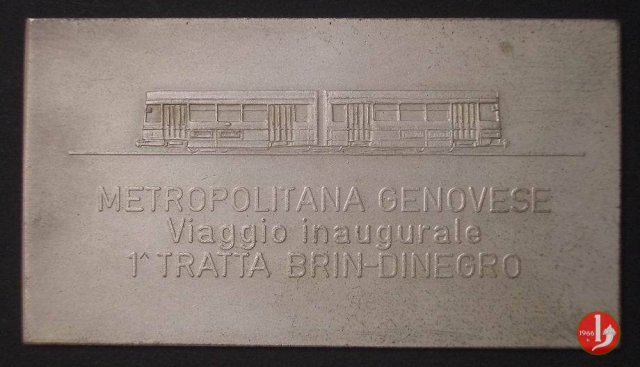 METROPOLITANA GENOVESE
Viaggio inaugurale
1^ TRATTA BRIN-DINEGRO
1966